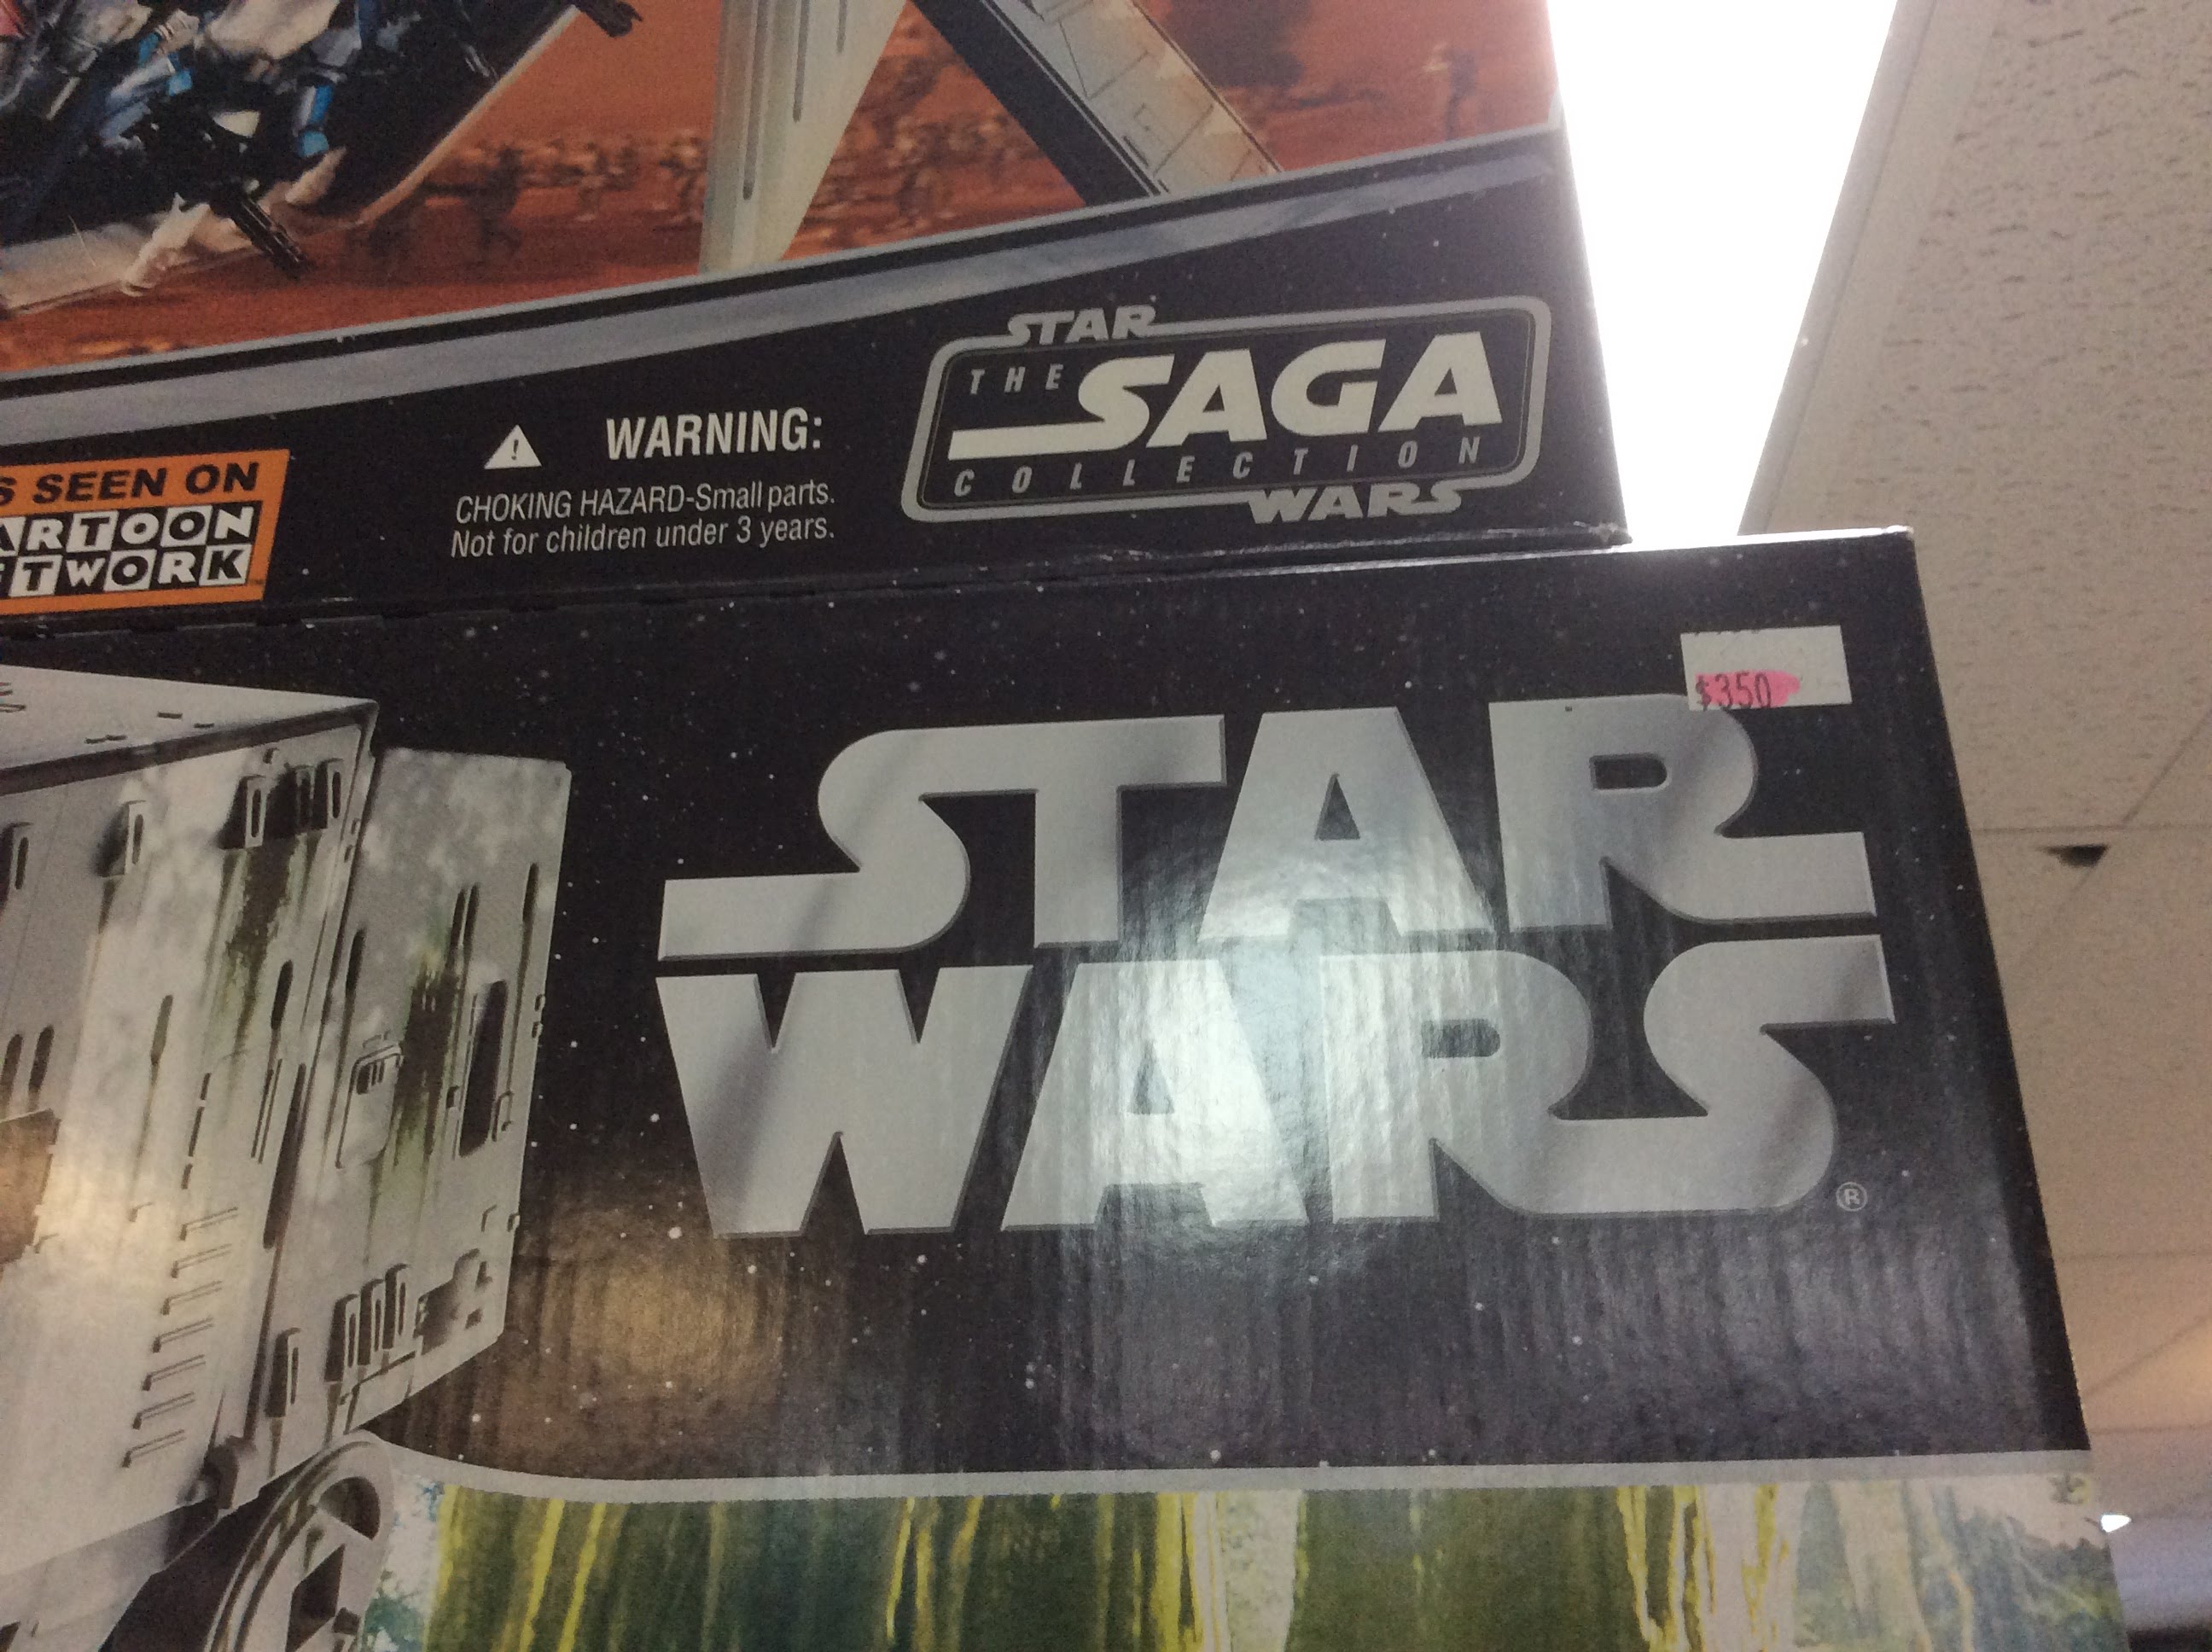 STAR
THE SAGA
COLLECTION
WARS
WARNING:
CHOKING HAZARD-Small parts.
Not for children under 3 years.
S SEEN ON
ARTOON
TWORK
$350
STAR
WARS
®